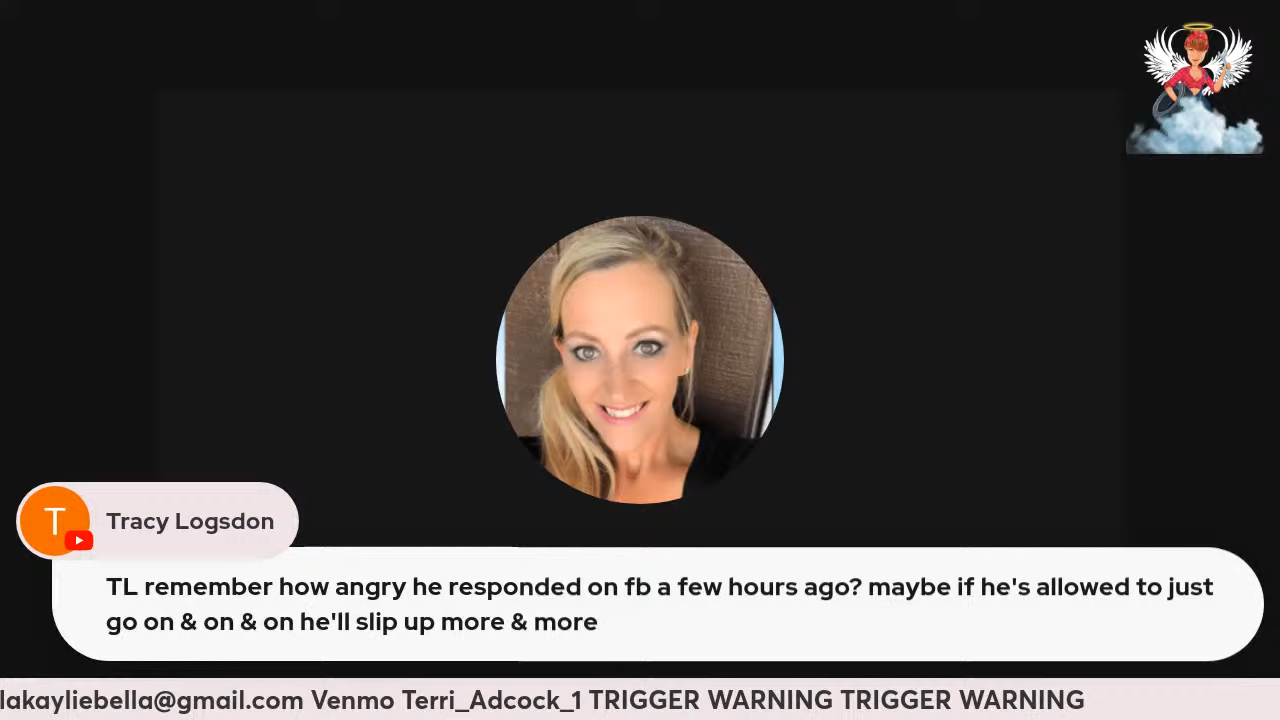 T
Tracy Logsdon
TL remember how angry he responded on fb a few hours ago? maybe if he's allowed to just
go on & on & on he'll slip up more & more
lakayliebella@gmail.com Venmo Terri_Adcock_1 TRIGGER WARNING TRIGGER WARNING